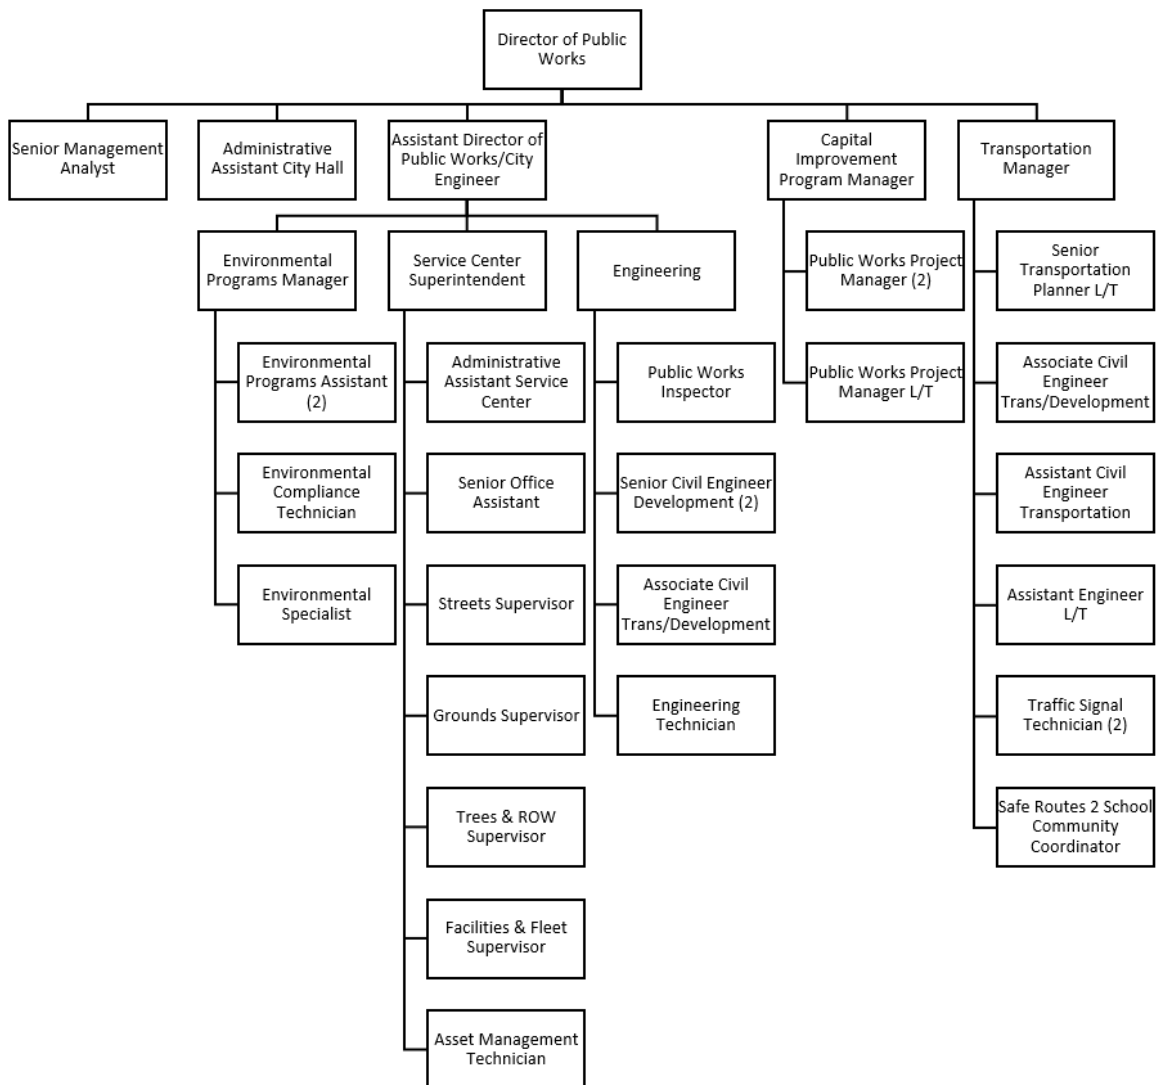 Director of Public
Works
Senior Management
Analyst
Administrative
Assistant City Hall
Assistant Director of
Public Works/City
Engineer
Capital
Improvement
Program Manager
Transportation
Manager
Environmental
Programs Manager
Service Center
Superintendent
Engineering
Public Works Project
Manager (2)
Senior
Transportation
Planner L/T
Environmental
Programs Assistant
(2)
Administrative
Assistant Service
Center
Public Works
Inspector
Public Works Project
Manager L/T
Associate Civil
Engineer
Trans/Development
Environmental
Compliance
Technician
Senior Office
Assistant
Senior Civil Engineer
Development (2)
Assistant Civil
Engineer
Transportation
Environmental
Specialist
Streets Supervisor
Associate Civil
Engineer
Trans/Development
Assistant Engineer
L/T
Grounds Supervisor
Engineering
Technician
Traffic Signal
Technician (2)
Trees & ROW
Supervisor
Safe Routes 2 School
Community
Coordinator
Facilities & Fleet
Supervisor
Asset Management
Technician